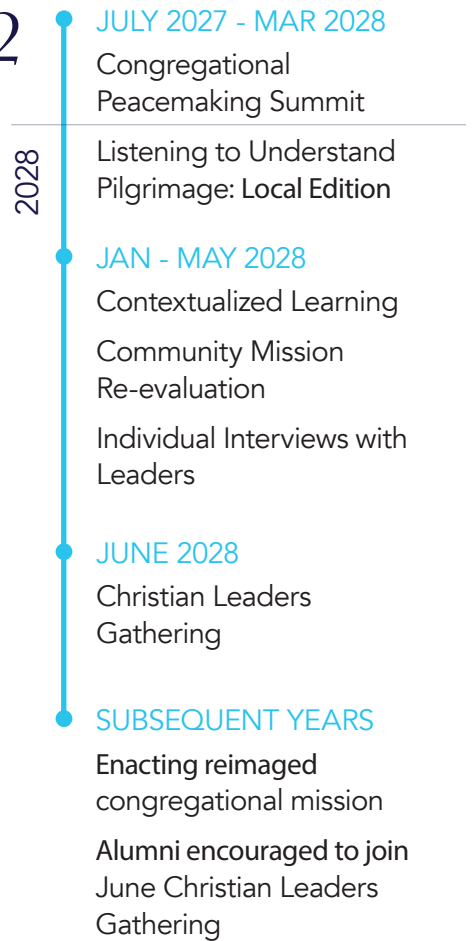 2
JULY 2027 - MAR 2028
Congregational
Peacemaking Summit
2028
Listening to Understand
Pilgrimage: Local Edition
JAN - MAY 2028
Contextualized Learning
Community Mission
Re-evaluation
Individual Interviews with
Leaders
JUNE 2028
Christian Leaders
Gathering
SUBSEQUENT YEARS
Enacting reimaged
congregational mission
Alumni encouraged to join
June Christian Leaders
Gathering